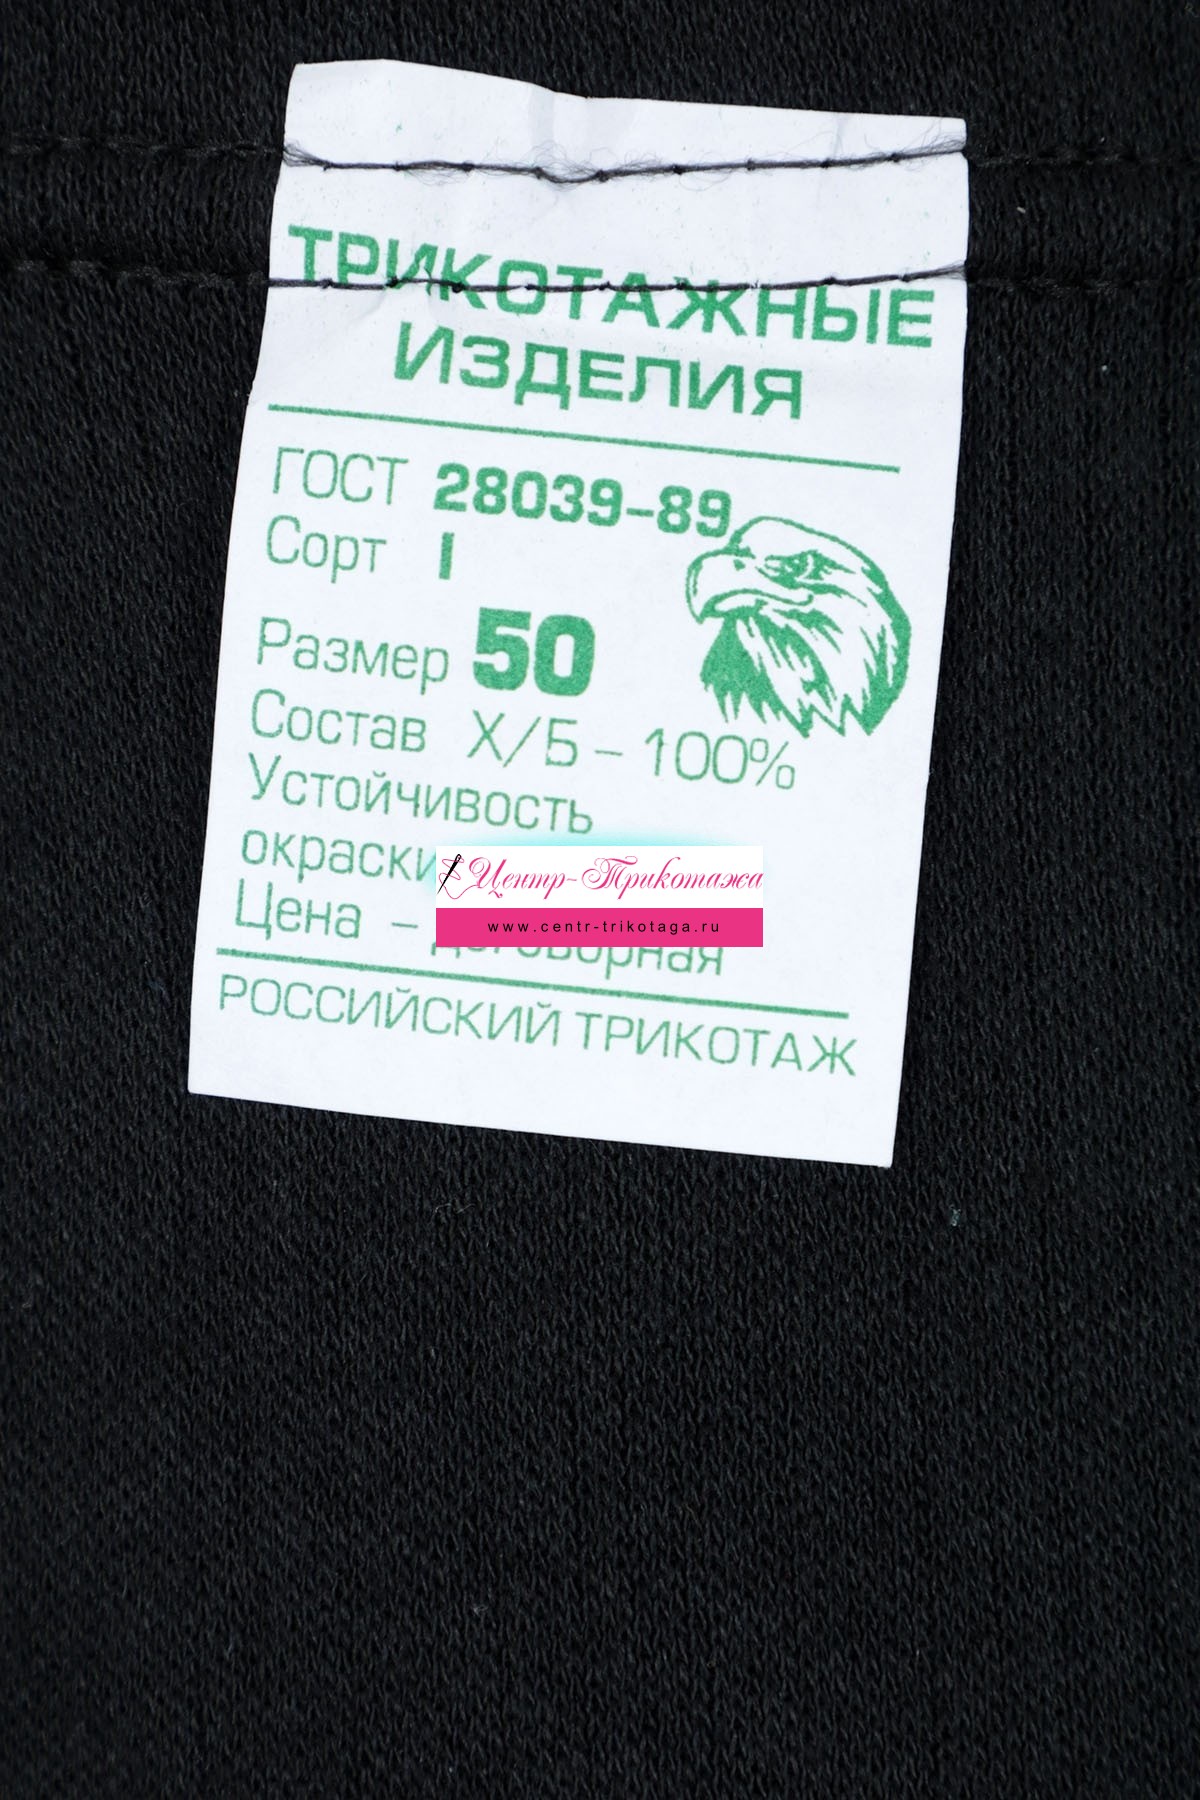 ТРИКОТАЖНЫЕ
ИЗДЕЛИЯ
ГОСТ 28039-89
Сорт I
Размер 50
Состав Х/Б – 100%
Устойчивость
окраски
Центр-Трикотажа
www.centr-trikotaga.ru
Цена – договорная
РОССИЙСКИЙ ТРИКОТАЖ